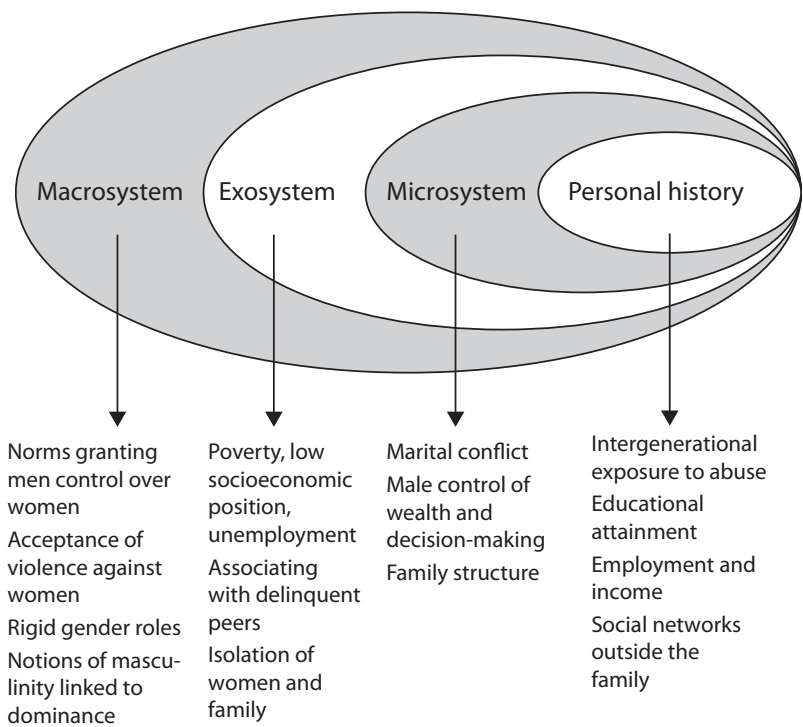 Macrosystem
Exosystem
Microsystem
Personal history
Norms granting
men control over
women
Acceptance of
violence against
women
Rigid gender roles
Notions of mascu-
linity linked to
dominance
Poverty, low
socioeconomic
position,
unemployment
Associating
with delinquent
peers
Isolation of
women and
family
Marital conflict
Male control of
wealth and
decision-making
Family structure
Intergenerational
exposure to abuse
Educational
attainment
Employment and
income
Social networks
outside the
family